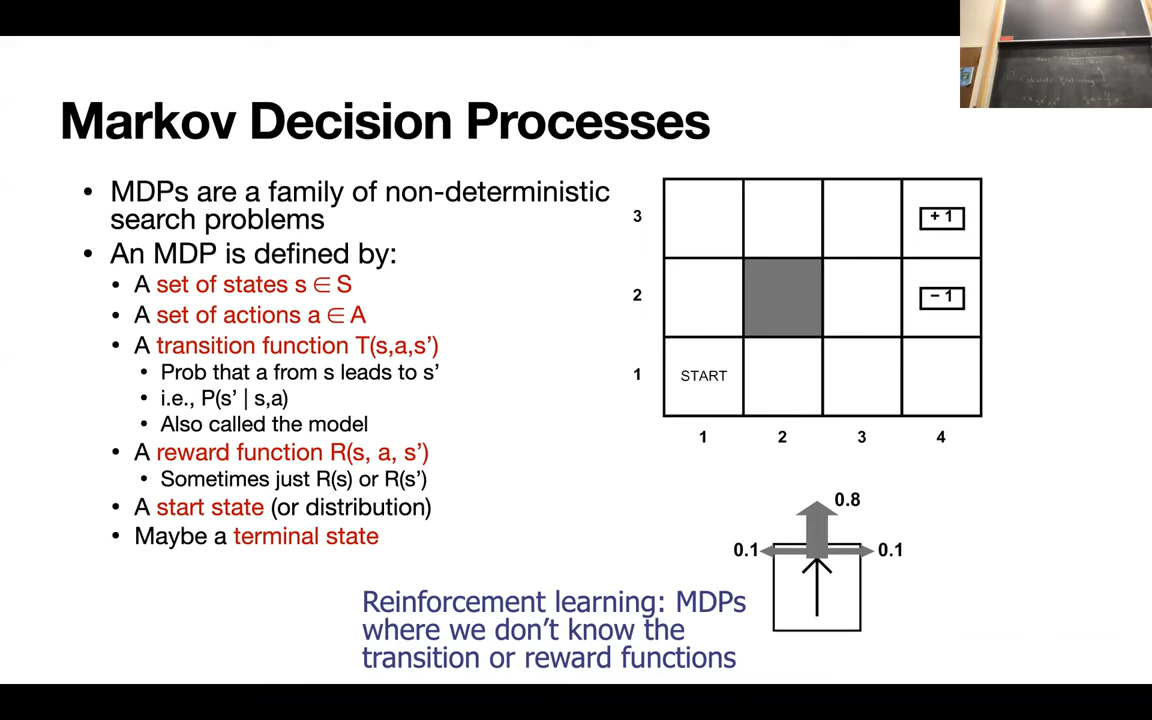 Markov Decision Processes
• MDPs are a family of non-deterministic
search problems
• An MDP is defined by:
• A set of states s ∈ S
• A set of actions a ∈ A
• A transition function T(s,a,s’)
• Prob that a from s leads to s’
• i.e., P(s’ | s,a)
• Also called the model
• A reward function R(s, a, s’)
• Sometimes just R(s) or R(s’)
• A start state (or distribution)
• Maybe a terminal state
3
+ 1
2
– 1
1
START
1 2 3 4
0.8
0.1 0.1
Reinforcement learning: MDPs
where we don’t know the
transition or reward functions